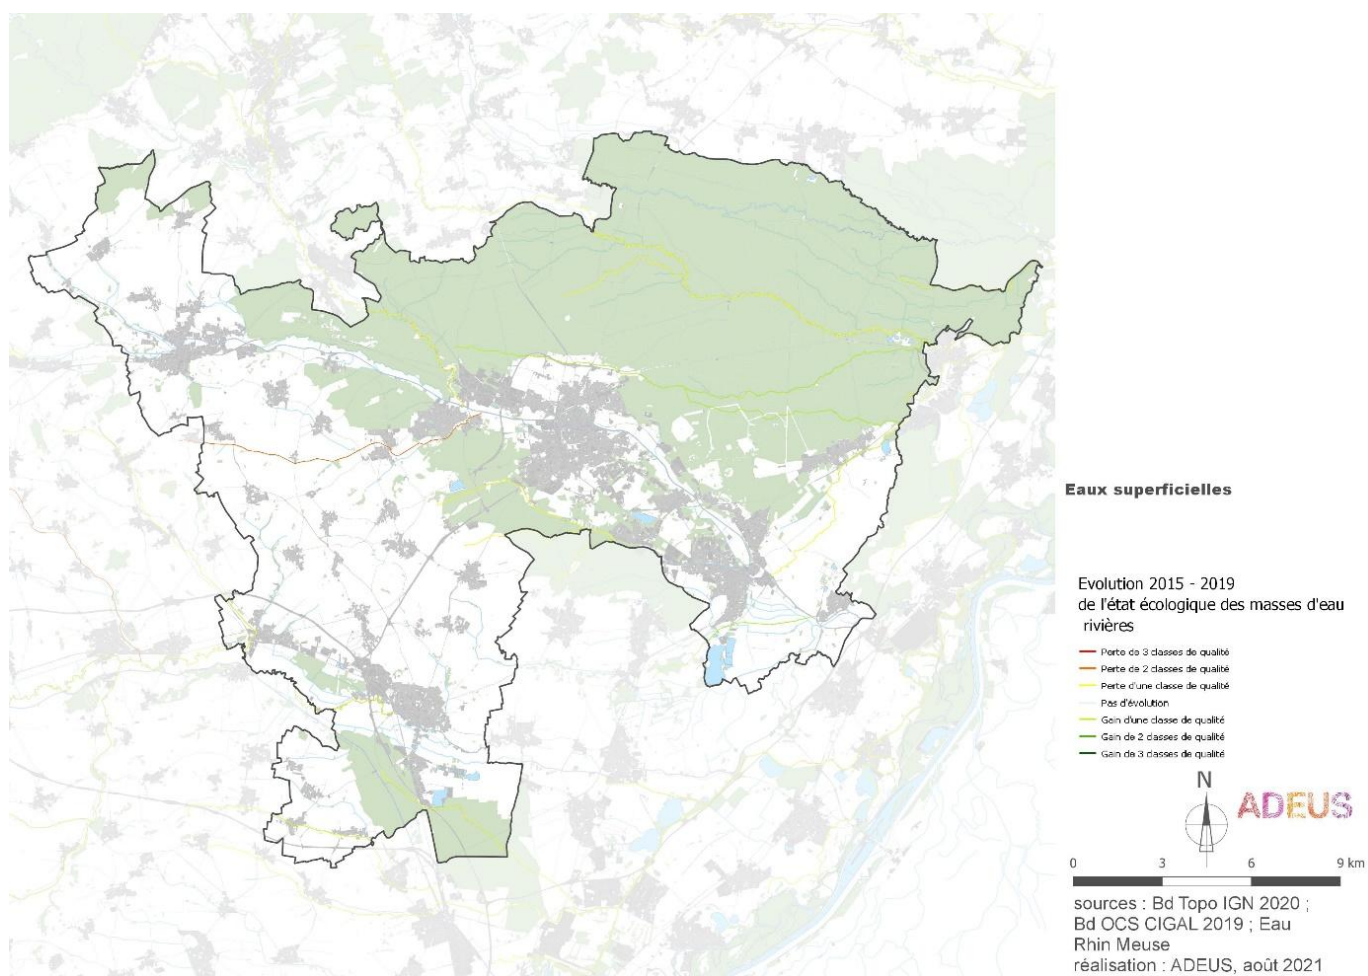 Eaux superficielles
Evolution 2015 - 2019
de l'état écologique des masses d'eau
rivières
Perte de 3 classes de qualité
Perte de 2 classes de qualité
Perte d'une classe de qualité
Pas d'évolution
Gain d'une classe de qualité
Gain de 2 classes de qualité
Gain de 3 classes de qualité
N
ADEUS
0 3 6 9 km
sources : Bd Topo IGN 2020 ;
Bd OCS CIGAL 2019 ; Eau
Rhin Meuse
réalisation : ADEUS, août 2021